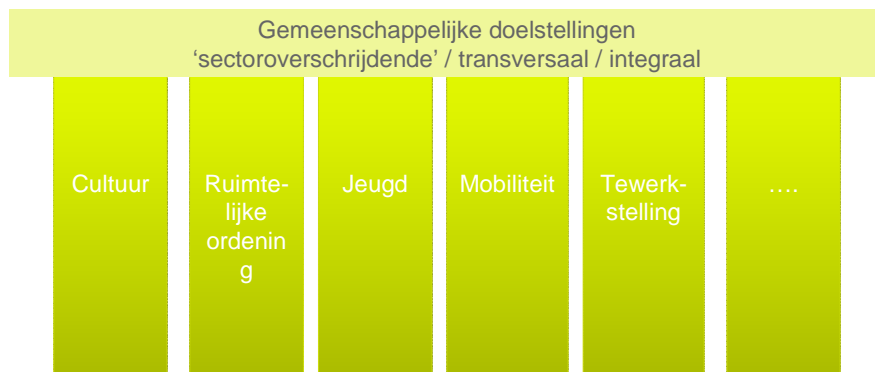 Gemeenschappelijke doelstellingen
‘sectoroverschrijdende’ / transversaal / integraal
Cultuur
Ruimte-
lijke
ordenin
g
Jeugd
Mobiliteit
Tewerk-
stelling
….